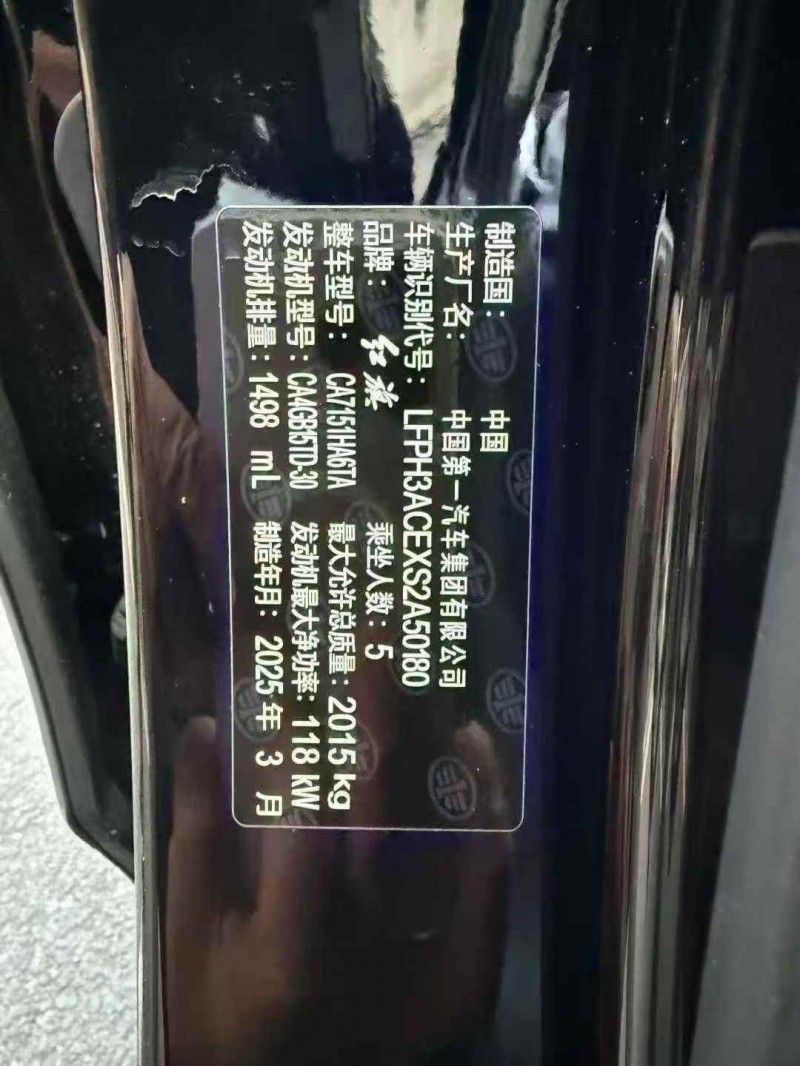 制造国：中国
生产厂名：中国第一汽车集团有限公司
车辆识别代号：LFPH3ACEXS2A50180
品牌：红旗 乘坐人数：5
整车型号：CA7151HA6TA 最大允许总质量：2015 kg
发动机型号：CA4GB15TD-30 发动机最大净功率：118 kW
发动机排量：1498 mL 制造年月：2025 年 3 月